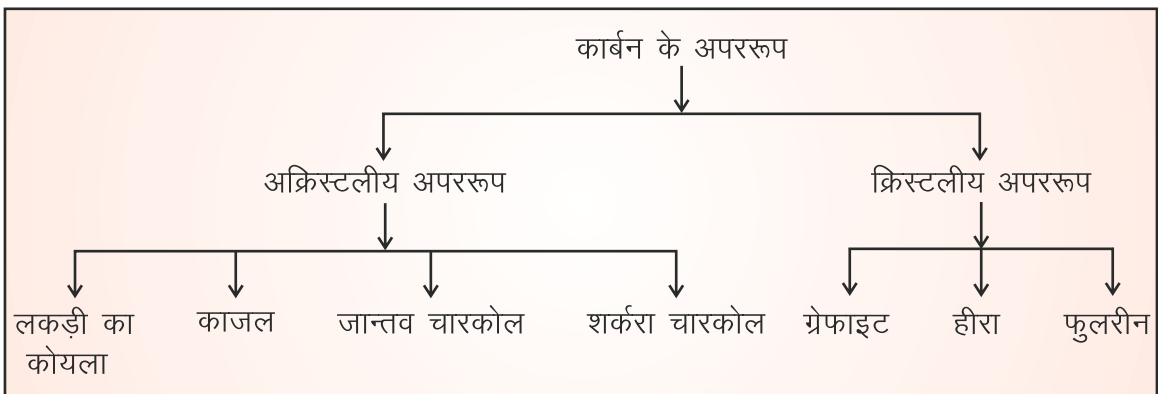 कार्बन के अपररूप
अक्रिस्टलीय अपररूप
क्रिस्टलीय अपररूप
लकड़ी का
कोयला
काजल
जान्तव चारकोल
शर्करा चारकोल
ग्रेफाइट
हीरा
फुलरीन